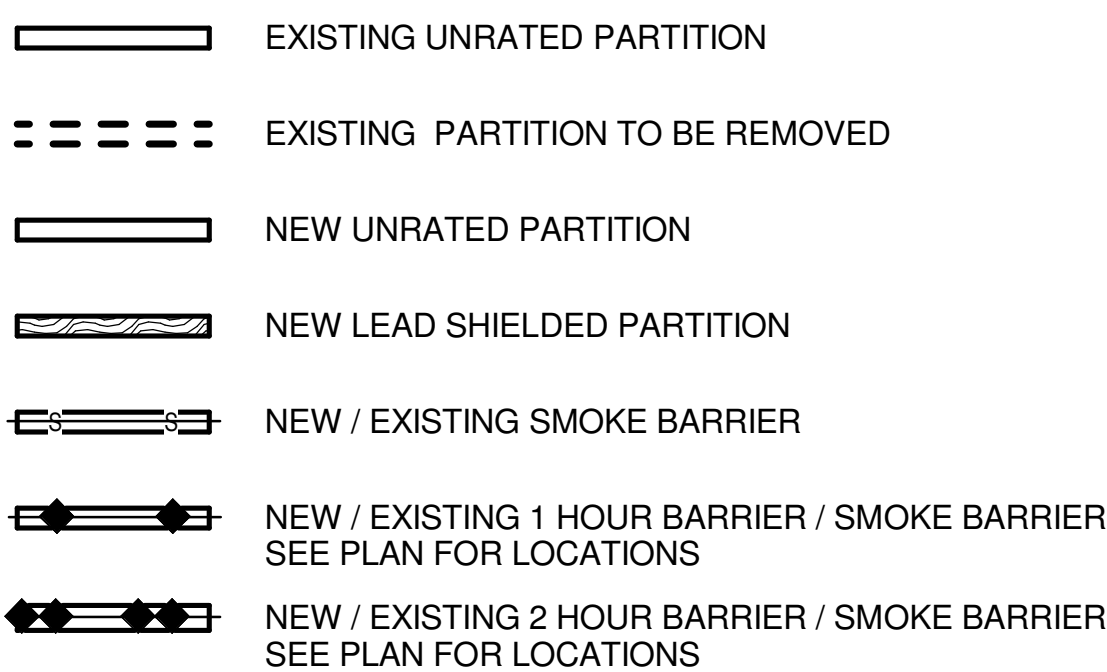 EXISTING UNRATED PARTITION
EXISTING PARTITION TO BE REMOVED
NEW UNRATED PARTITION
NEW LEAD SHIELDED PARTITION
S S NEW / EXISTING SMOKE BARRIER
NEW / EXISTING 1 HOUR BARRIER / SMOKE BARRIER
SEE PLAN FOR LOCATIONS
NEW / EXISTING 2 HOUR BARRIER / SMOKE BARRIER
SEE PLAN FOR LOCATIONS